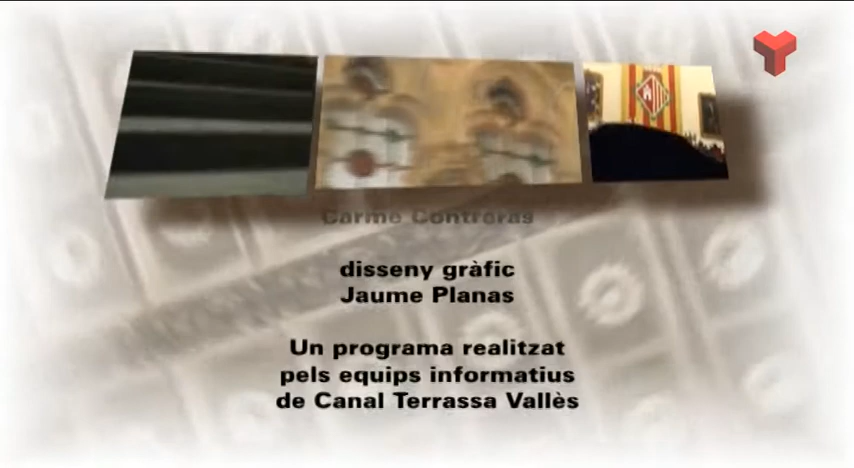 Carme Contreras
disseny gràfic
Jaume Planas
Un programa realitzat
pels equips informatius
de Canal Terrassa Vallès